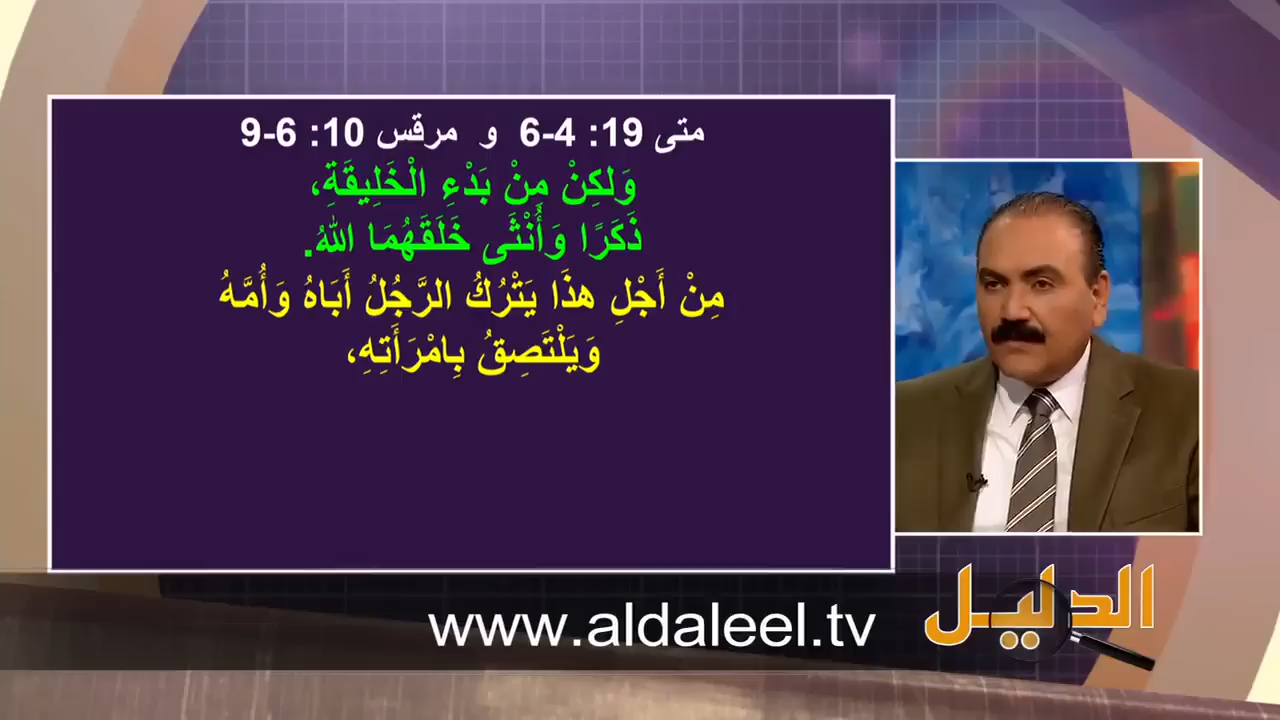 متى 19: 4-6 و مرقس 10: 6-9
وَلكِنْ مِنْ بَدْءِ الْخَلِيقَةِ،
ذَكَرًا وَأُنْثَى خَلَقَهُمَا اللهُ.
مِنْ أَجْلِ هذَا يَتْرُكُ الرَّجُلُ أَبَاهُ وَأُمَّهُ
وَيَلْتَصِقُ بِامْرَأَتِهِ،
www.aldaleel.tv
الدليل